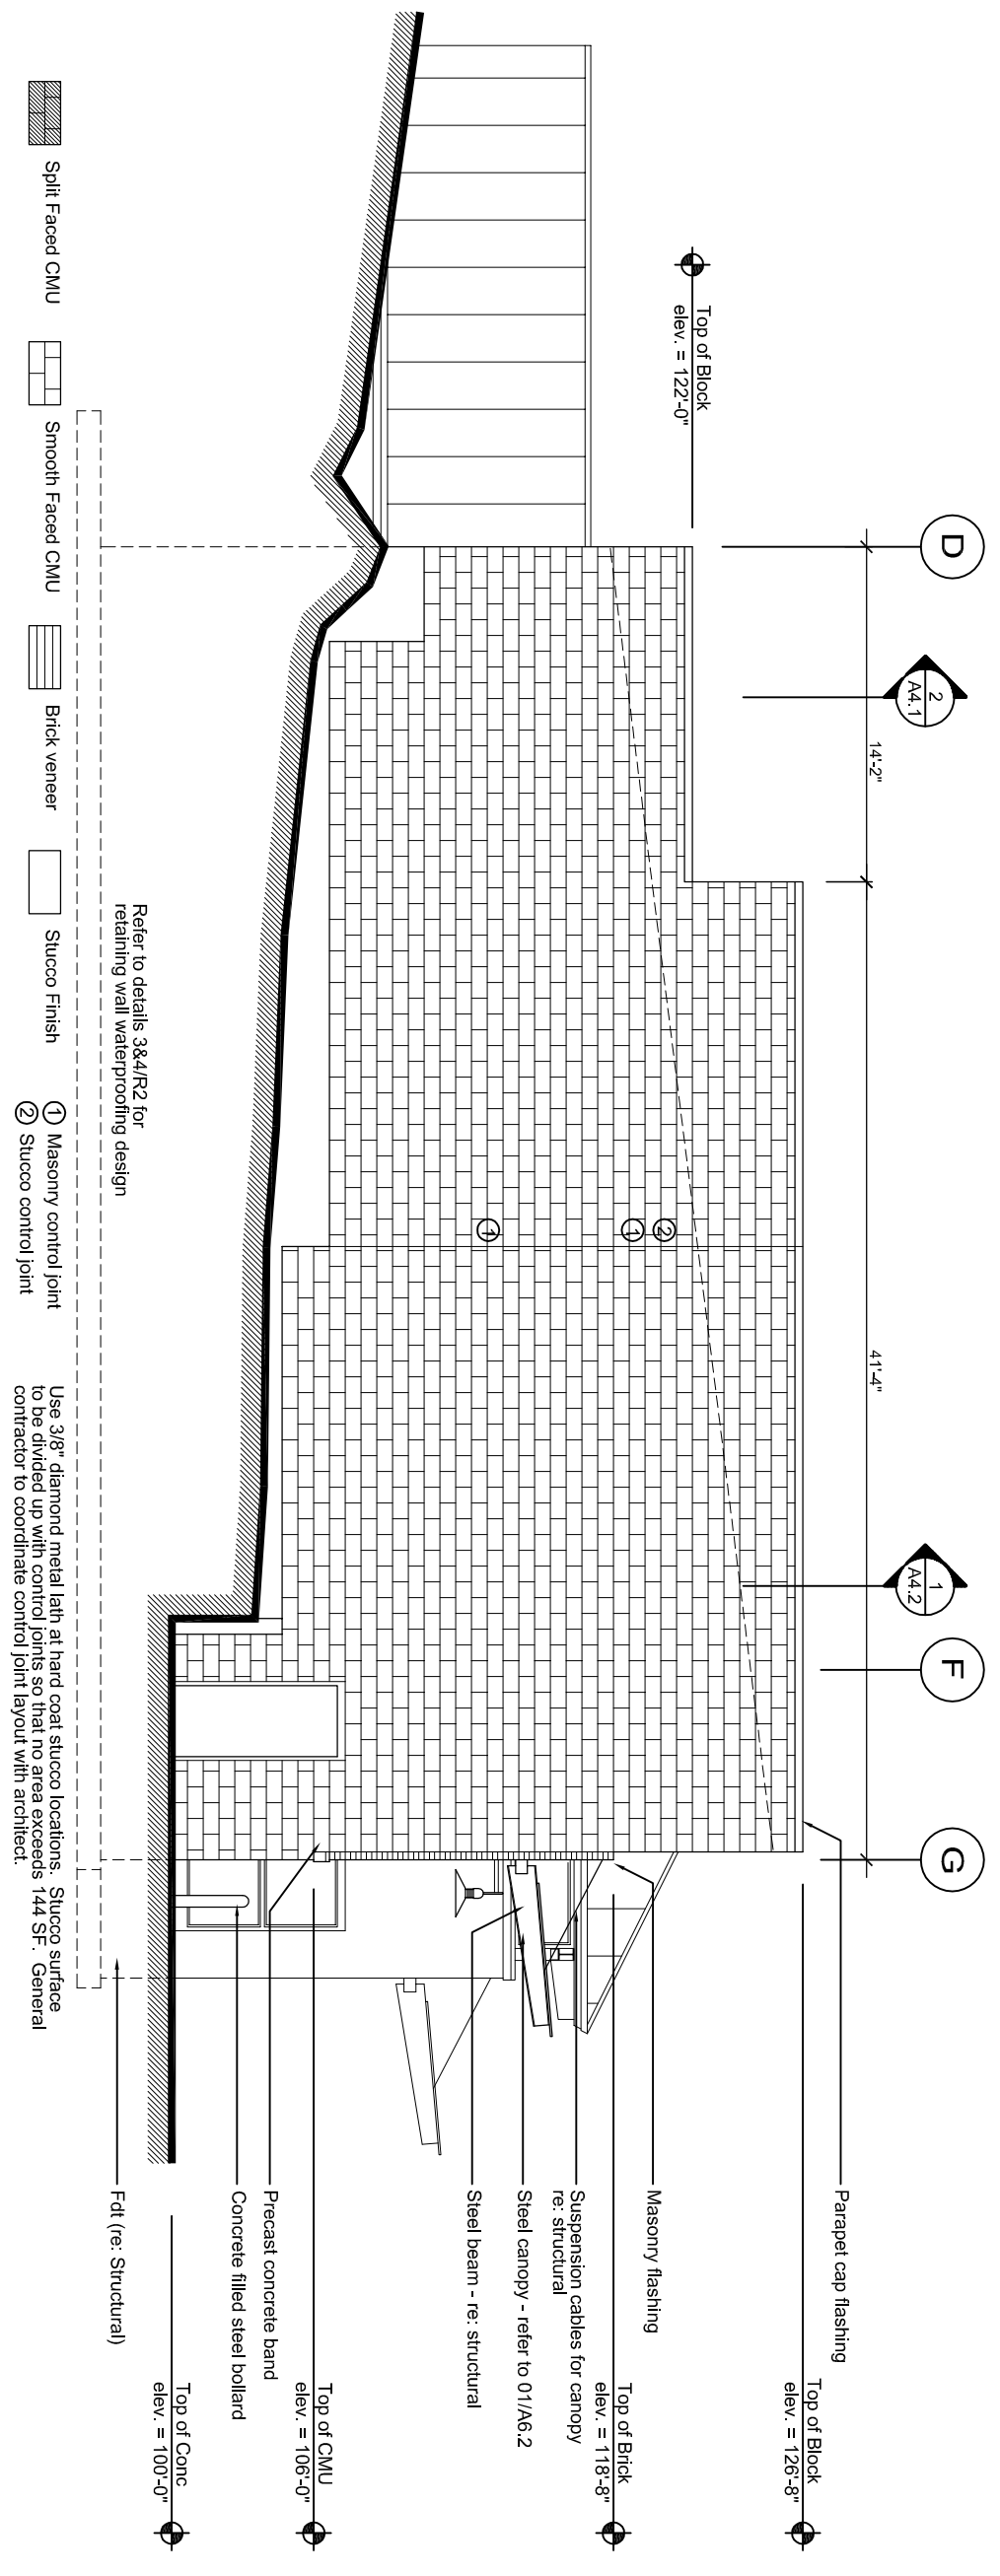 D
F
G
2
A4.1
1
A4.2
14'-2"
41'-4"
Top of Block
elev. = 122'-0"
Parapet cap flashing
Top of Block
elev. = 126'-8"
Masonry flashing
Top of Brick
elev. = 118'-8"
Suspension cables for canopy
re: structural
Steel canopy - refer to 01/A6.2
Steel beam - re: structural
Top of CMU
elev. = 106'-0"
Precast concrete band
Concrete filled steel bollard
Top of Conc
elev. = 100'-0"
Fdt (re: Structural)
2
1
1
Refer to details 3&4/R2 for
retaining wall waterproofing design
Split Faced CMU
Smooth Faced CMU
Brick veneer
Stucco Finish
1 Masonry control joint
2 Stucco control joint
Use 3/8" diamond metal lath at hard coat stucco locations. Stucco surface
to be divided up with control joints so that no area exceeds 144 SF. General
contractor to coordinate control joint layout with architect.